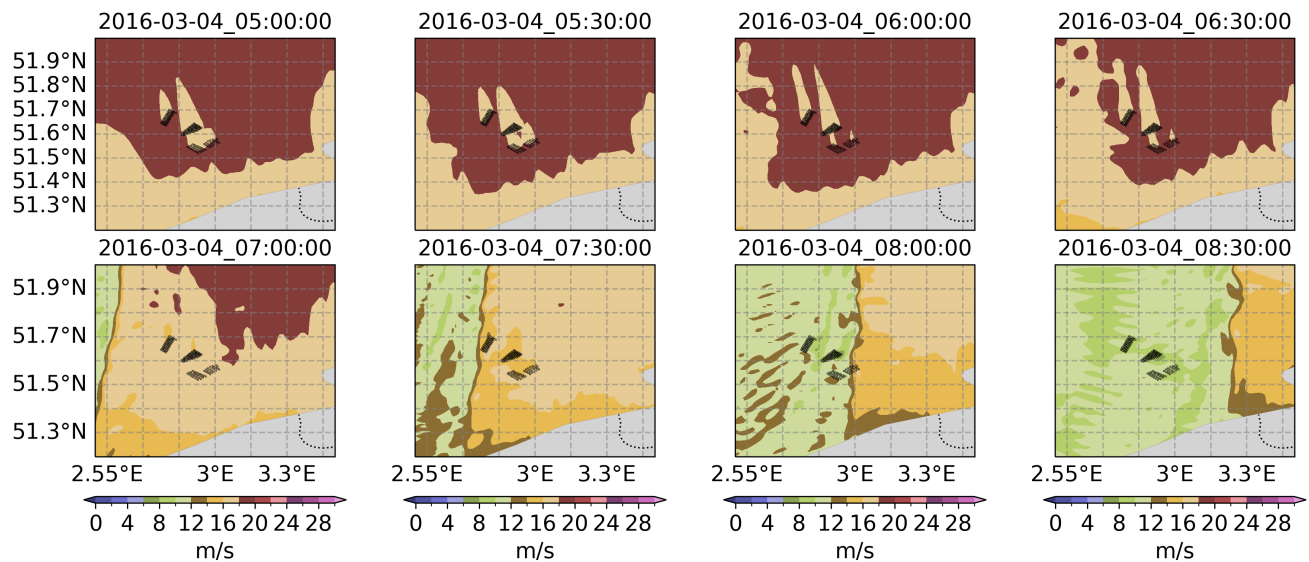 2016-03-04_05:00:00 2016-03-04_05:30:00 2016-03-04_06:00:00 2016-03-04_06:30:00
51.9°N
51.8°N
51.7°N
51.6°N
51.5°N
51.4°N
51.3°N
2016-03-04_07:00:00 2016-03-04_07:30:00 2016-03-04_08:00:00 2016-03-04_08:30:00
51.9°N
51.7°N
51.5°N
51.3°N
2.55°E 3°E 3.3°E 2.55°E 3°E 3.3°E 2.55°E 3°E 3.3°E 2.55°E 3°E 3.3°E
0 4 8 12 16 20 24 28 0 4 8 12 16 20 24 28 0 4 8 12 16 20 24 28 0 4 8 12 16 20 24 28
m/s m/s m/s m/s